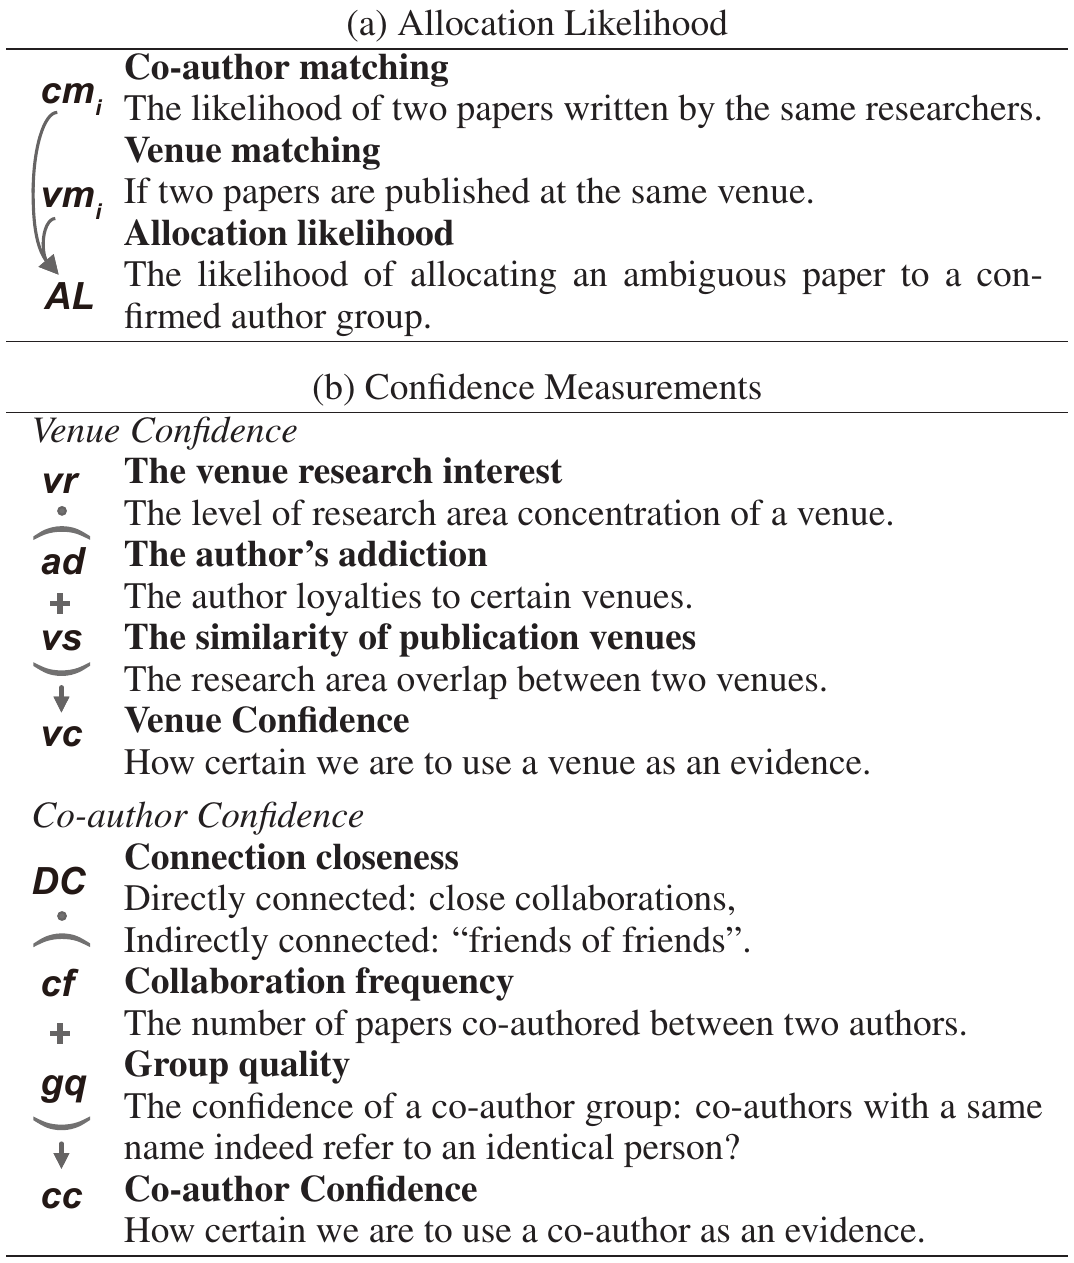 (a) Allocation Likelihood
cm_i Co-author matching
The likelihood of two papers written by the same researchers.
Venue matching
vm_i If two papers are published at the same venue.
Allocation likelihood
The likelihood of allocating an ambiguous paper to a con-
AL firmed author group.
(b) Confidence Measurements
Venue Confidence
vr The venue research interest
· The level of research area concentration of a venue.
( ad The author's addiction
+ The author loyalties to certain venues.
vs The similarity of publication venues
) The research area overlap between two venues.
vc Venue Confidence
How certain we are to use a venue as an evidence.
Co-author Confidence
Connection closeness
DC Directly connected: close collaborations,
· ( Indirectly connected: “friends of friends”.
cf Collaboration frequency
+ The number of papers co-authored between two authors.
gq Group quality
) The confidence of a co-author group: co-authors with a same
name indeed refer to an identical person?
cc Co-author Confidence
How certain we are to use a co-author as an evidence.